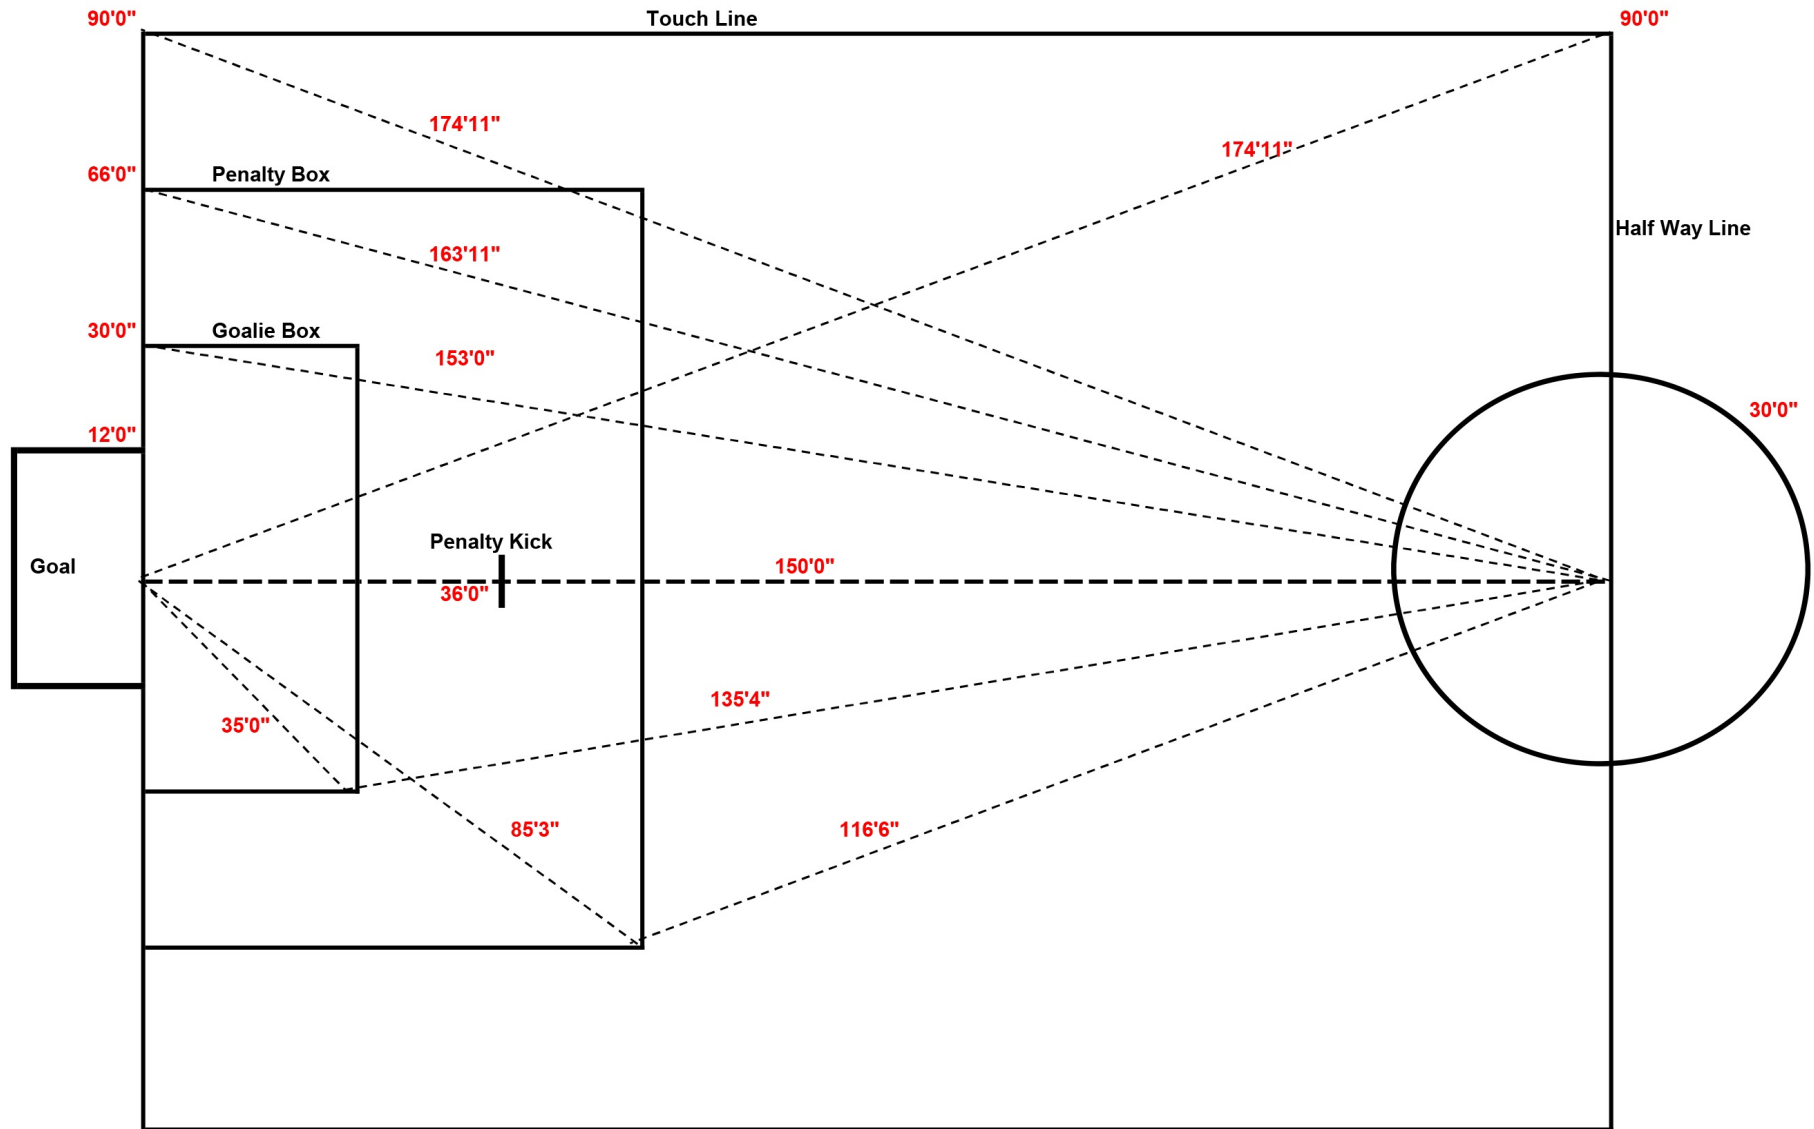 90'0"
Touch Line
90'0"
174'11"
174'11"
66'0"
Penalty Box
Half Way Line
163'11"
30'0"
Goalie Box
153'0"
30'0"
12'0"
Penalty Kick
Goal
150'0"
36'0"
135'4"
35'0"
85'3"
116'6"